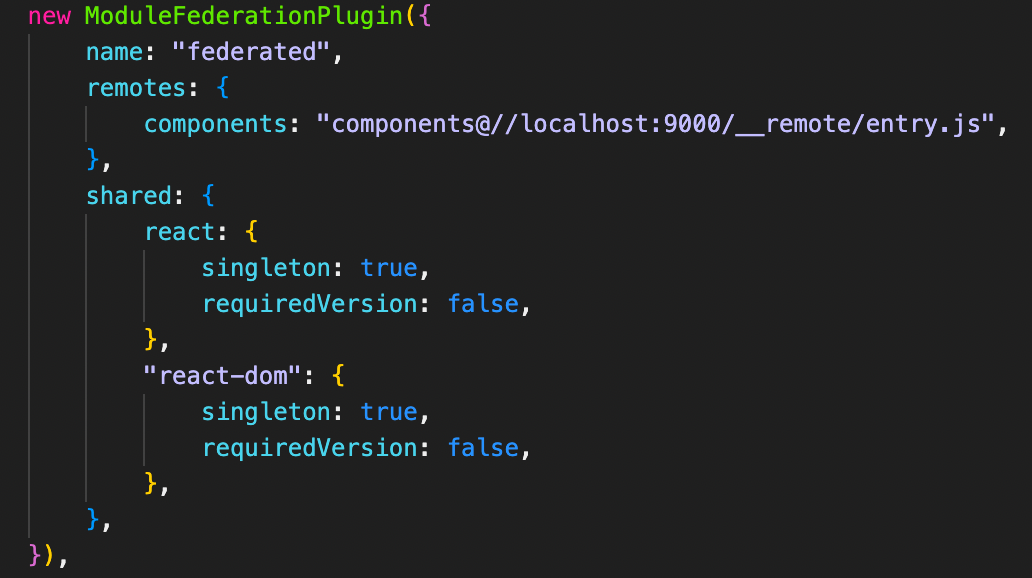 new ModuleFederationPlugin({
    name: "federated",
    remotes: {
        components: "components@//localhost:9000/__remote/entry.js",
    },
    shared: {
        react: {
            singleton: true,
            requiredVersion: false,
        },
        "react-dom": {
            singleton: true,
            requiredVersion: false,
        },
    },
}),